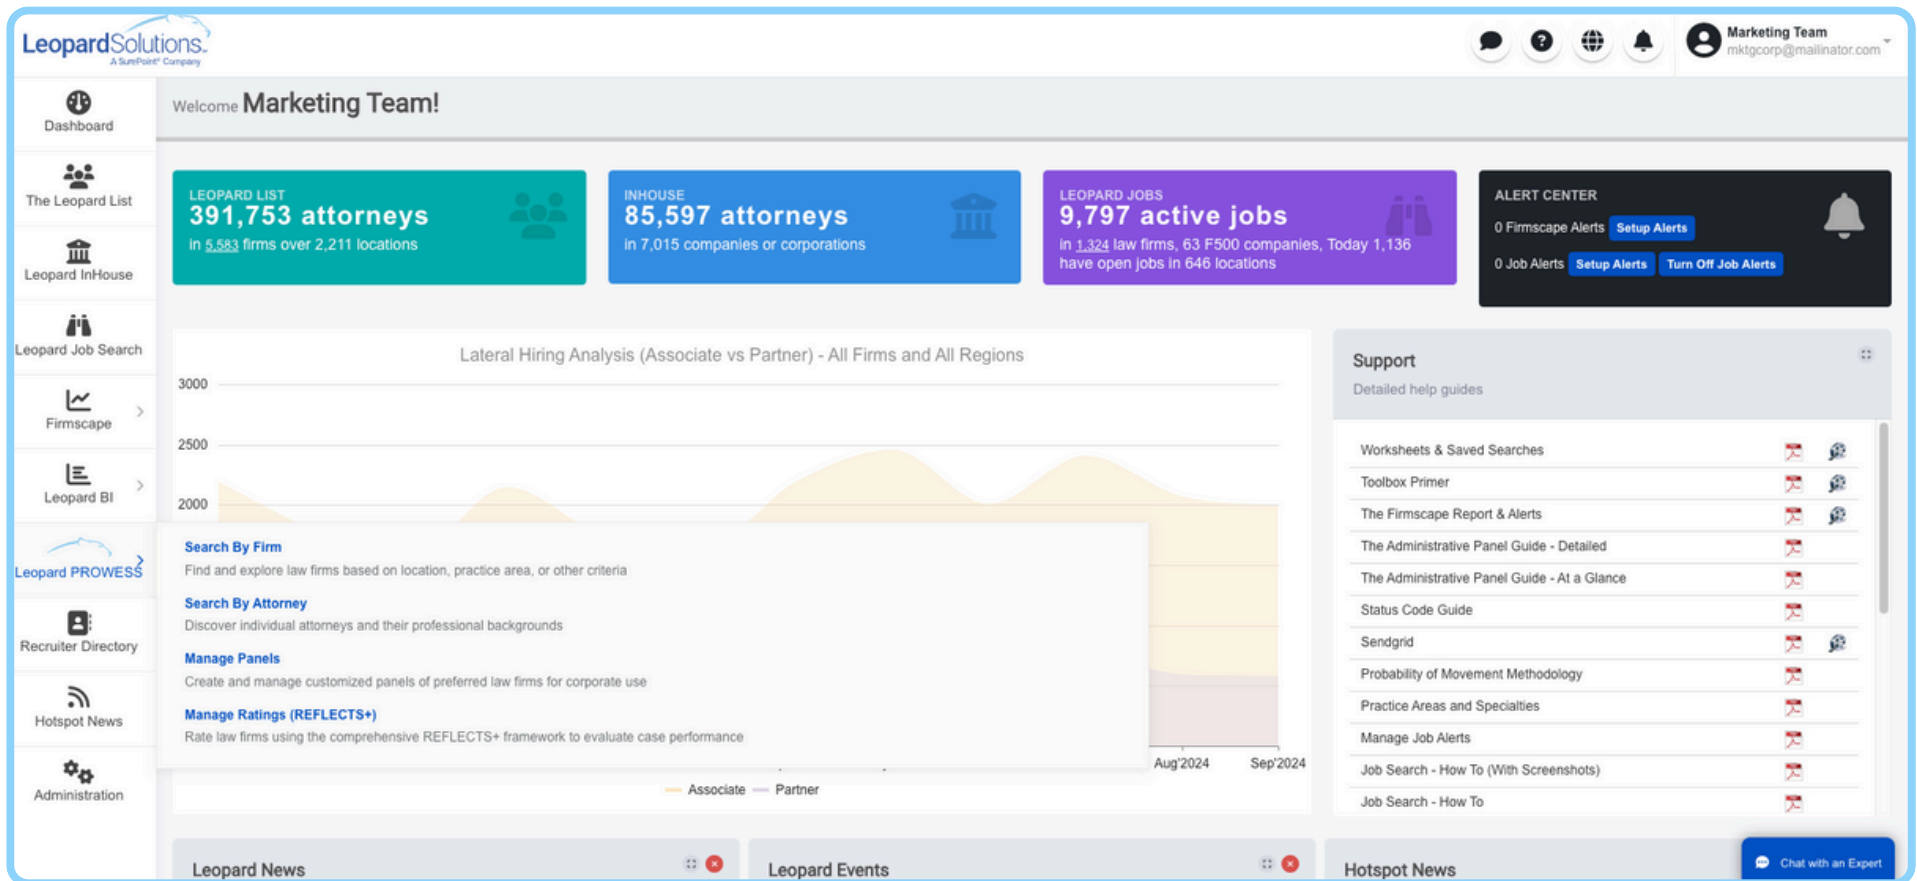 LeopardSolutions
A SurePoint® Company
Marketing Team
mktgcorp@mailinator.com
Dashboard
The Leopard List
Leopard InHouse
Leopard Job Search
Firmscape
Leopard BI
Leopard PROWESS
Recruiter Directory
Hotspot News
Administration
Welcome Marketing Team!
LEOPARD LIST
391,753 attorneys
in 5,583 firms over 2,211 locations
INHOUSE
85,597 attorneys
in 7,015 companies or corporations
LEOPARD JOBS
9,797 active jobs
in 1,324 law firms, 63 F500 companies, Today 1,136
have open jobs in 646 locations
ALERT CENTER
0 Firmscape Alerts Setup Alerts
0 Job Alerts Setup Alerts Turn Off Job Alerts
Lateral Hiring Analysis (Associate vs Partner) - All Firms and All Regions
3000
2500
2000
Search By Firm
Find and explore law firms based on location, practice area, or other criteria
Search By Attorney
Discover individual attorneys and their professional backgrounds
Manage Panels
Create and manage customized panels of preferred law firms for corporate use
Manage Ratings (REFLECTS+)
Rate law firms using the comprehensive REFLECTS+ framework to evaluate case performance
Aug'2024 Sep'2024
Associate Partner
Support
Detailed help guides
Worksheets & Saved Searches
Toolbox Primer
The Firmscape Report & Alerts
The Administrative Panel Guide - Detailed
The Administrative Panel Guide - At a Glance
Status Code Guide
Sendgrid
Probability of Movement Methodology
Practice Areas and Specialties
Manage Job Alerts
Job Search - How To (With Screenshots)
Job Search - How To
Leopard News
Leopard Events
Hotspot News
Chat with an Expert